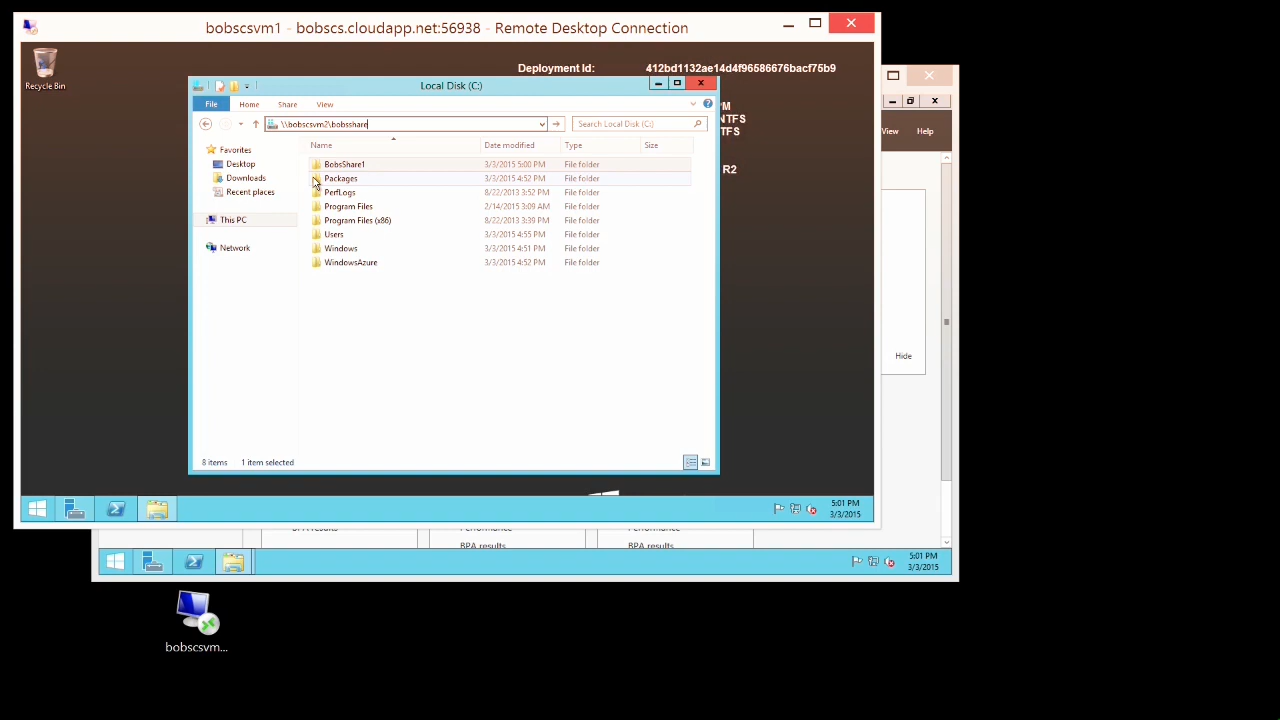 bobscsvm1 - bobscs.cloudapp.net:56938 - Remote Desktop Connection
Recycle Bin
Deployment Id: 412bd1132ae14d4f96586676bacf75b9
Local Disk (C:)
File Home Share View
\\bobscsvm2\bobsshare
Search Local Disk (C:)
Name Date modified Type Size
Favorites
Desktop
Downloads
Recent places
This PC
Network
BobsShare1 3/3/2015 5:00 PM File folder
Packages 3/3/2015 4:52 PM File folder
PerfLogs 8/22/2013 3:52 PM File folder
Program Files 2/14/2015 3:09 AM File folder
Program Files (x86) 8/22/2013 3:39 PM File folder
Users 3/3/2015 4:55 PM File folder
Windows 3/3/2015 4:51 PM File folder
WindowsAzure 3/3/2015 4:52 PM File folder
8 items 1 item selected
PM
NTFS
TFS
R2
View Help
Hide
5:01 PM
3/3/2015
BPA results Performance Performance
BPA results BPA results
5:01 PM
3/3/2015
bobscsvm...